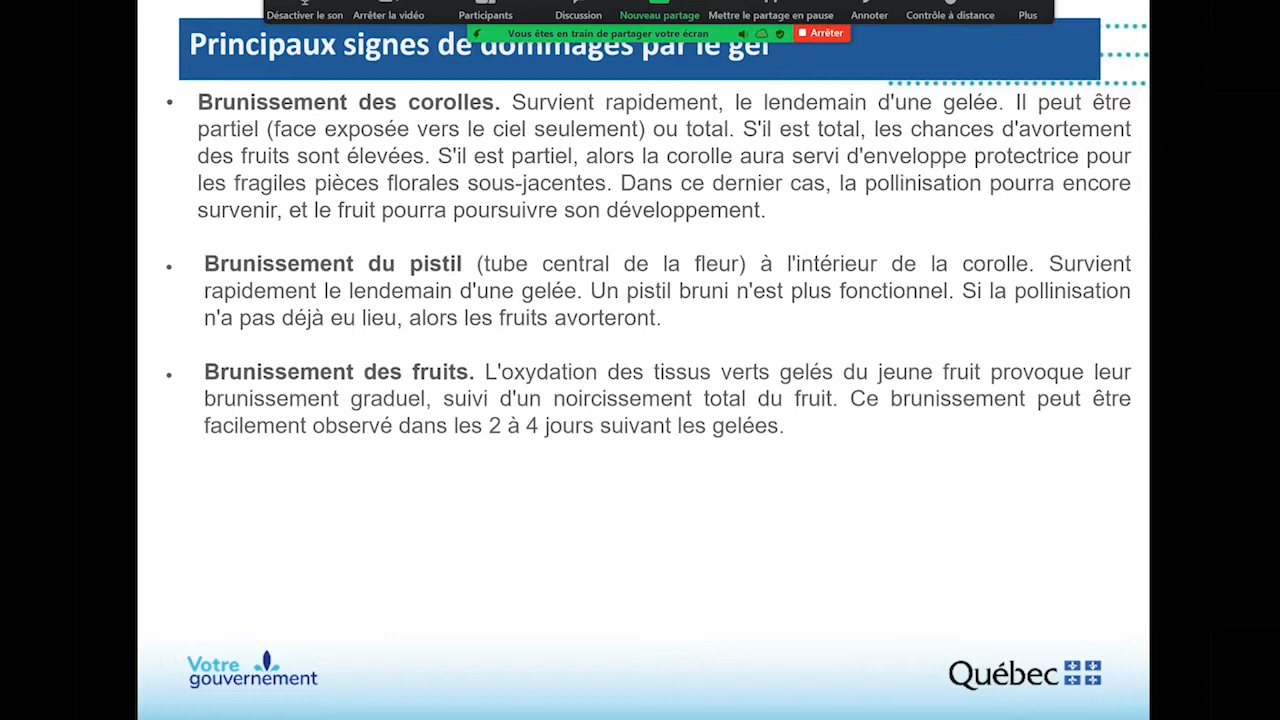 Désactiver le son Arrêter la vidéo Participants Discussion Nouveau partage Mettre le partage en pause Annoter Contrôle à distance Plus
Vous êtes en train de partager votre écran Arrêter
Principaux signes de dommages par le gel
• Brunissement des corolles. Survient rapidement, le lendemain d'une gelée. Il peut être
partiel (face exposée vers le ciel seulement) ou total. S'il est total, les chances d'avortement
des fruits sont élevées. S'il est partiel, alors la corolle aura servi d'enveloppe protectrice pour
les fragiles pièces florales sous-jacentes. Dans ce dernier cas, la pollinisation pourra encore
survenir, et le fruit pourra poursuivre son développement.
• Brunissement du pistil (tube central de la fleur) à l'intérieur de la corolle. Survient
rapidement le lendemain d'une gelée. Un pistil bruni n'est plus fonctionnel. Si la pollinisation
n'a pas déjà eu lieu, alors les fruits avorteront.
• Brunissement des fruits. L'oxydation des tissus verts gelés du jeune fruit provoque leur
brunissement graduel, suivi d'un noircissement total du fruit. Ce brunissement peut être
facilement observé dans les 2 à 4 jours suivant les gelées.
Votre
gouvernement
Québec